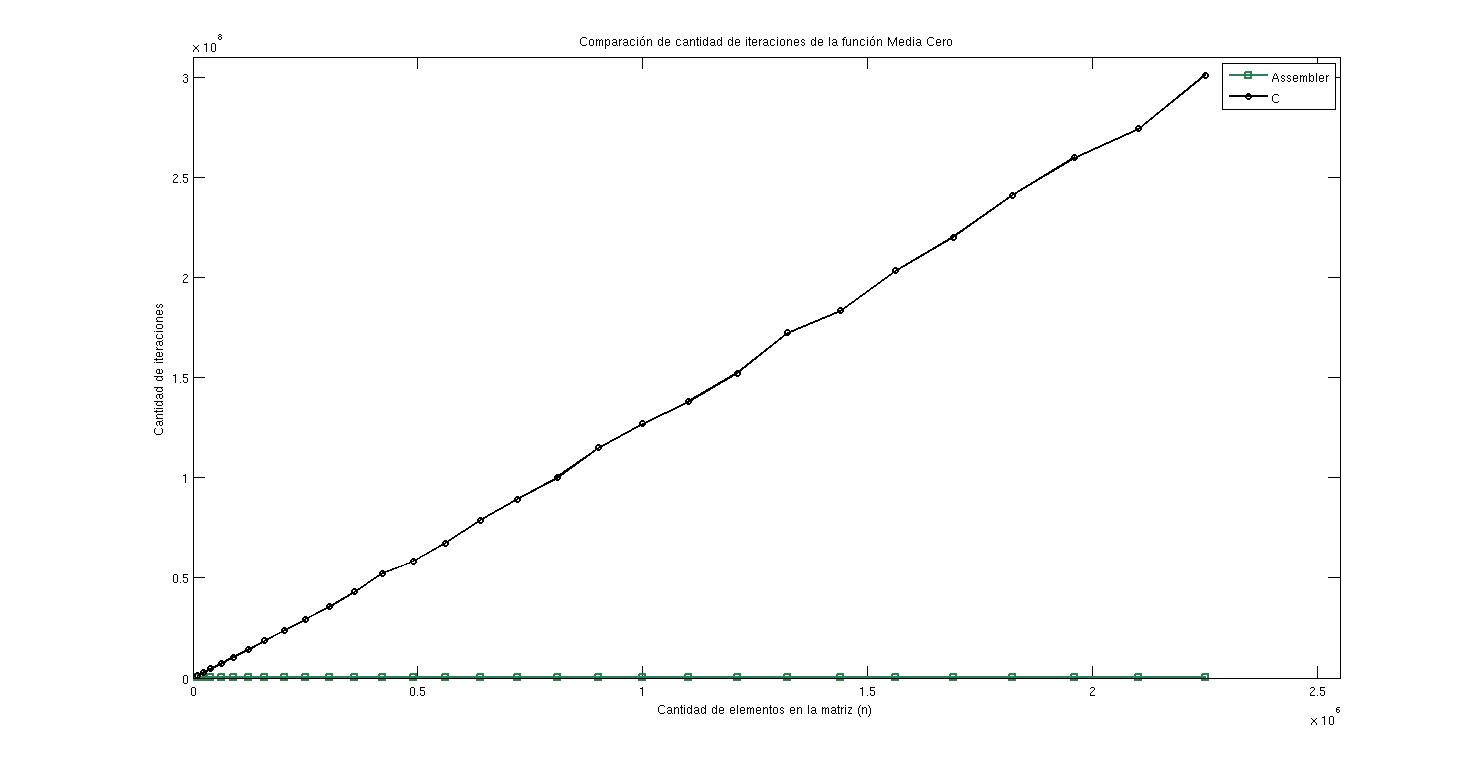 Comparación de cantidad de iteraciones de la función Media Cero
× 10^8
Assembler
C
3
2.5
2
1.5
1
0.5
0
Cantidad de iteraciones
0 0.5 1 1.5 2 2.5
Cantidad de elementos en la matriz (n)
× 10^6